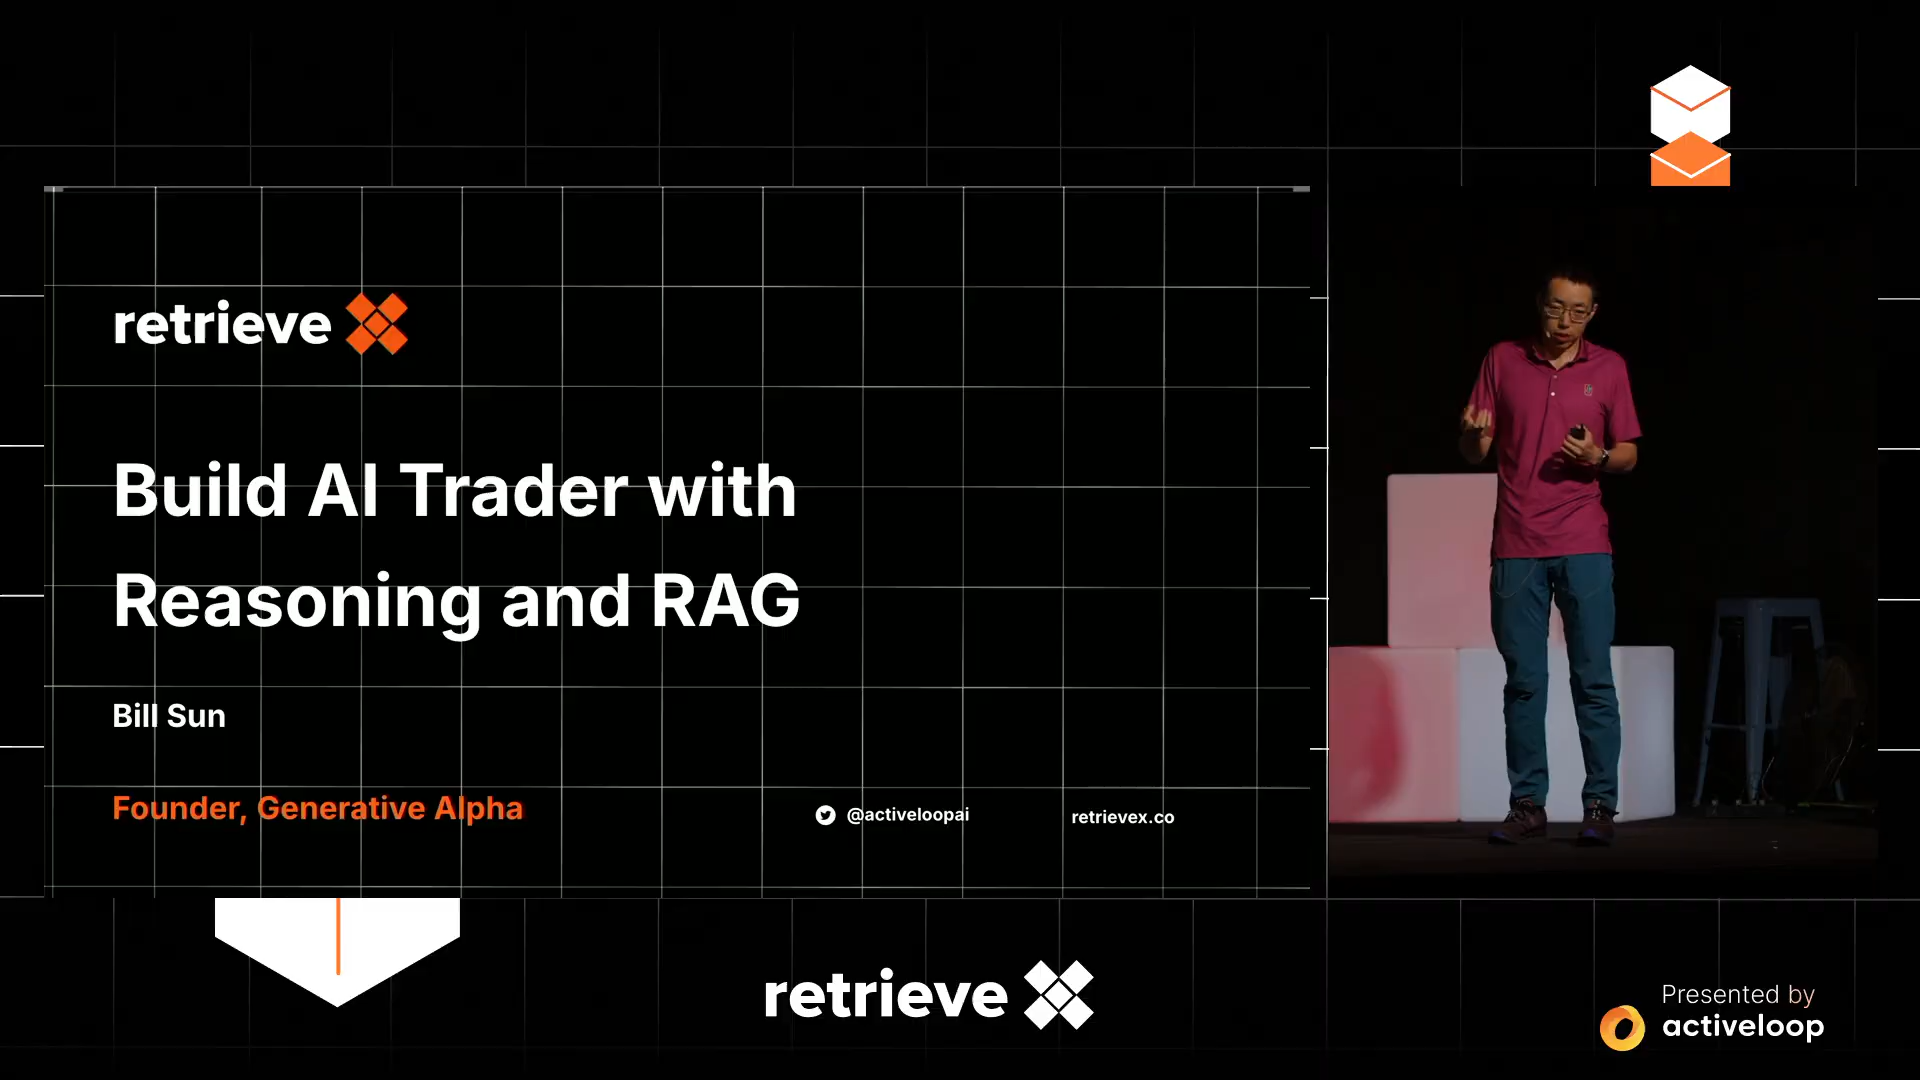 retrieve
Build AI Trader with
Reasoning and RAG
Bill Sun
Founder, Generative Alpha
@activeloopai
retrievex.co
retrieve
Presented by
activeloop